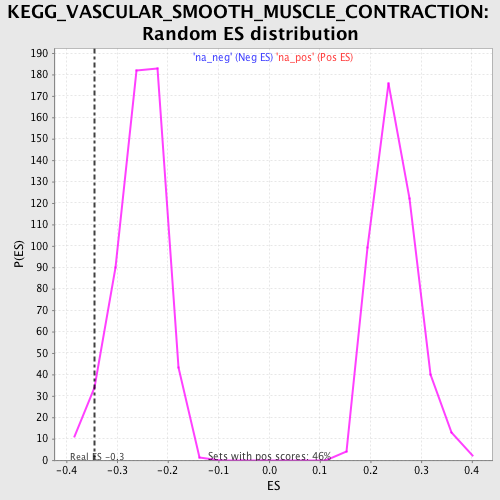 KEGG_VASCULAR_SMOOTH_MUSCLE_CONTRACTION:
Random ES distribution
'na_neg' (Neg ES) 'na_pos' (Pos ES)
190
180
170
160
150
140
130
120
110
100
90
80
70
60
50
40
30
20
10
0
P(ES)
Real ES -0.3
Sets with pos scores: 46%
-0.4 -0.3 -0.2 -0.1 0.0 0.1 0.2 0.3 0.4
ES